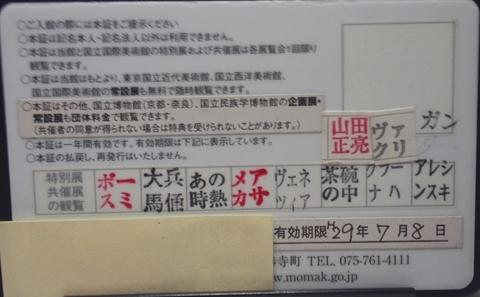 ○ご入館の際には本証をご提示ください
○本証は記名本人・記名法人以外は利用できません。
○本証は当館と国立国際美術館の特別展および共催展は各展覧会1回限り
観覧できます。
○本証は当館はもとより、東京国立近代美術館、国立西洋美術館、
国立国際美術館の常設展も無料で随時観覧できます。
○本証はその他、国立博物館(京都・奈良)、国立民族学博物館の企画展・
常設展も団体料金で観覧できます。
(共催者の同意が得られない場合は特典を受けられないことがあります。)
○本証は一年間有効です。有効期限は下記に表示しています。
○本証の払戻し、再発行はいたしません。
山田
正亮
ヴァ
クリ
ガン
特別展
共催展
の観覧
ボー
スミ
大兵
馬俑
あの
時熱
メア
カサ
ヴェネ
ツィア
茶碗
の中
クラー
ナハ
アレシ
ンスキ
有効期限 H29年7月8日
寺町 TEL. 075-761-4111
www.momak.go.jp